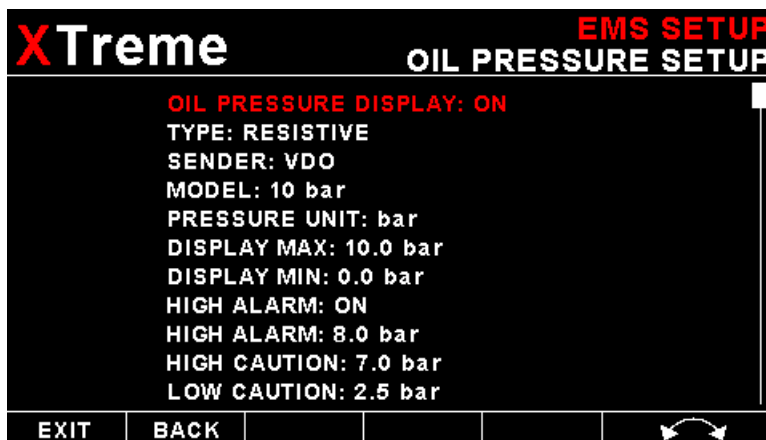 XTreme
EMS SETUP
OIL PRESSURE SETUP
OIL PRESSURE DISPLAY: ON
TYPE: RESISTIVE
SENDER: VDO
MODEL: 10 bar
PRESSURE UNIT: bar
DISPLAY MAX: 10.0 bar
DISPLAY MIN: 0.0 bar
HIGH ALARM: ON
HIGH ALARM: 8.0 bar
HIGH CAUTION: 7.0 bar
LOW CAUTION: 2.5 bar
EXIT BACK